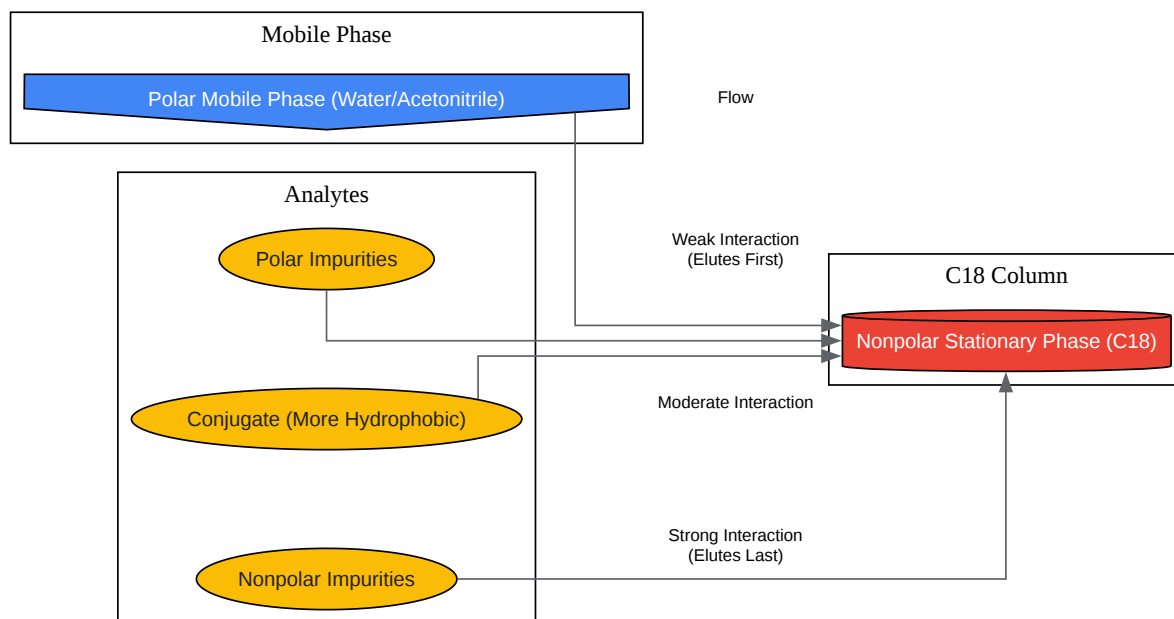 Mobile Phase
Polar Mobile Phase (Water/Acetonitrile)
Flow
Analytes
Polar Impurities
Weak Interaction
(Elutes First)
C18 Column
Nonpolar Stationary Phase (C18)
Conjugate (More Hydrophobic)
Moderate Interaction
Strong Interaction
(Elutes Last)
Nonpolar Impurities